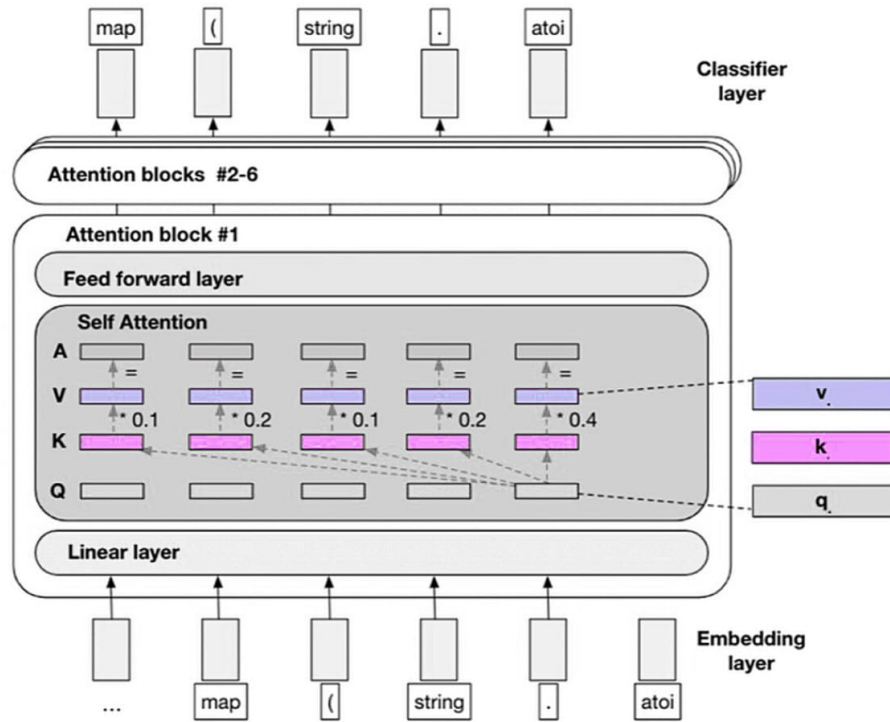 map ( string . atoi
Classifier
layer
Attention blocks #2-6
Attention block #1
Feed forward layer
Self Attention
A
= = = = =
V
v.
* 0.1 * 0.2 * 0.1 * 0.2 * 0.4
K
k.
Q
q.
Linear layer
Embedding
layer
... map ( string . atoi